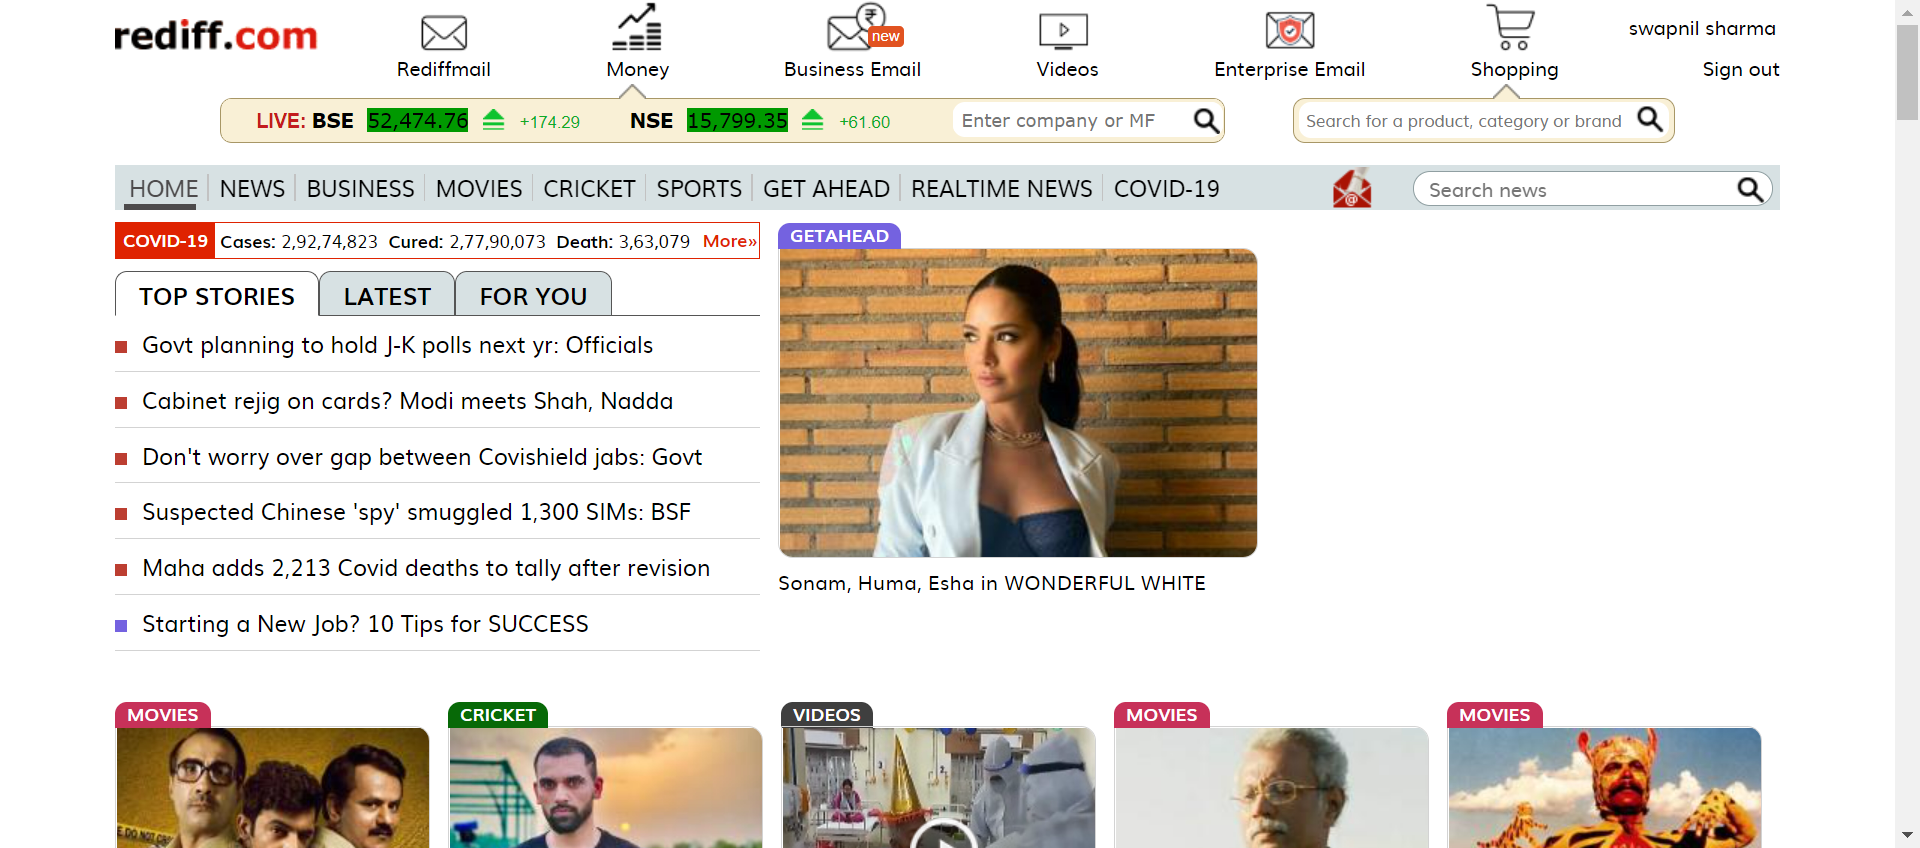 rediff.com
Rediffmail
Money
new
Business Email
Videos
Enterprise Email
Shopping
swapnil sharma
Sign out
LIVE: BSE 52,474.76 +174.29 NSE 15,799.35 +61.60
Enter company or MF
Search for a product, category or brand
HOME NEWS BUSINESS MOVIES CRICKET SPORTS GET AHEAD REALTIME NEWS COVID-19
@
Search news
COVID-19 Cases: 2,92,74,823 Cured: 2,77,90,073 Death: 3,63,079 More»
TOP STORIES LATEST FOR YOU
Govt planning to hold J-K polls next yr: Officials
Cabinet rejig on cards? Modi meets Shah, Nadda
Don't worry over gap between Covishield jabs: Govt
Suspected Chinese 'spy' smuggled 1,300 SIMs: BSF
Maha adds 2,213 Covid deaths to tally after revision
Starting a New Job? 10 Tips for SUCCESS
GETAHEAD
Sonam, Huma, Esha in WONDERFUL WHITE
MOVIES
CRICKET
VIDEOS
MOVIES
MOVIES